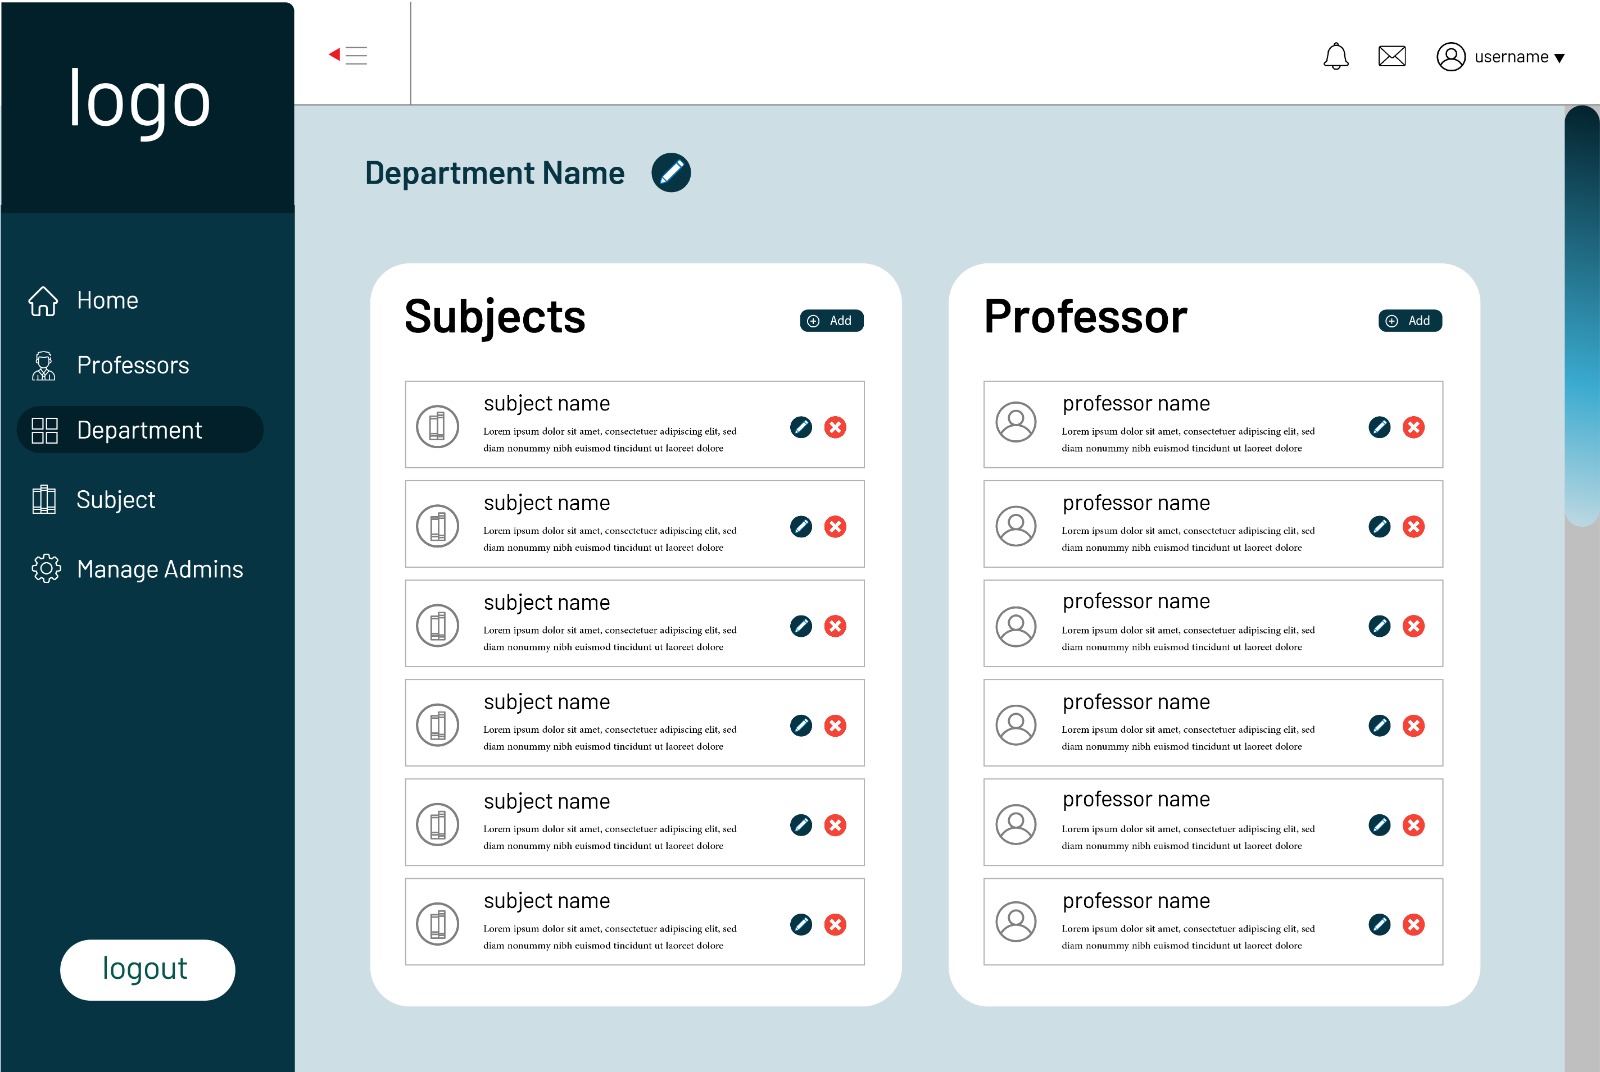 logo
username
Home
Professors
Department
Subject
Manage Admins
logout
Department Name
Subjects
Add
subject name
Lorem ipsum dolor sit amet, consectetuer adipiscing elit, sed
diam nonummy nibh euismod tincidunt ut laoreet dolore
subject name
Lorem ipsum dolor sit amet, consectetuer adipiscing elit, sed
diam nonummy nibh euismod tincidunt ut laoreet dolore
subject name
Lorem ipsum dolor sit amet, consectetuer adipiscing elit, sed
diam nonummy nibh euismod tincidunt ut laoreet dolore
subject name
Lorem ipsum dolor sit amet, consectetuer adipiscing elit, sed
diam nonummy nibh euismod tincidunt ut laoreet dolore
subject name
Lorem ipsum dolor sit amet, consectetuer adipiscing elit, sed
diam nonummy nibh euismod tincidunt ut laoreet dolore
subject name
Lorem ipsum dolor sit amet, consectetuer adipiscing elit, sed
diam nonummy nibh euismod tincidunt ut laoreet dolore
Professor
Add
professor name
Lorem ipsum dolor sit amet, consectetuer adipiscing elit, sed
diam nonummy nibh euismod tincidunt ut laoreet dolore
professor name
Lorem ipsum dolor sit amet, consectetuer adipiscing elit, sed
diam nonummy nibh euismod tincidunt ut laoreet dolore
professor name
Lorem ipsum dolor sit amet, consectetuer adipiscing elit, sed
diam nonummy nibh euismod tincidunt ut laoreet dolore
professor name
Lorem ipsum dolor sit amet, consectetuer adipiscing elit, sed
diam nonummy nibh euismod tincidunt ut laoreet dolore
professor name
Lorem ipsum dolor sit amet, consectetuer adipiscing elit, sed
diam nonummy nibh euismod tincidunt ut laoreet dolore
professor name
Lorem ipsum dolor sit amet, consectetuer adipiscing elit, sed
diam nonummy nibh euismod tincidunt ut laoreet dolore